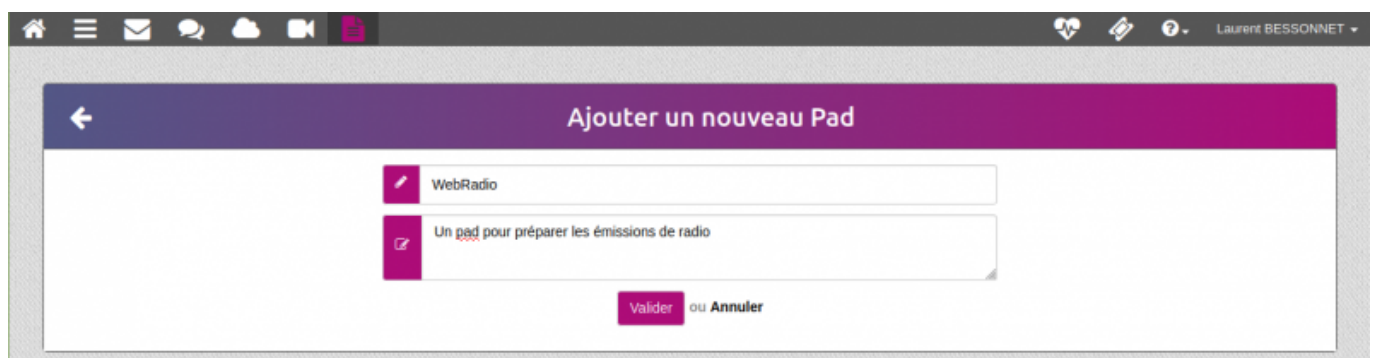 Laurent BESSONNET
Ajouter un nouveau Pad
WebRadio
Un pad pour préparer les émissions de radio
Valider ou Annuler